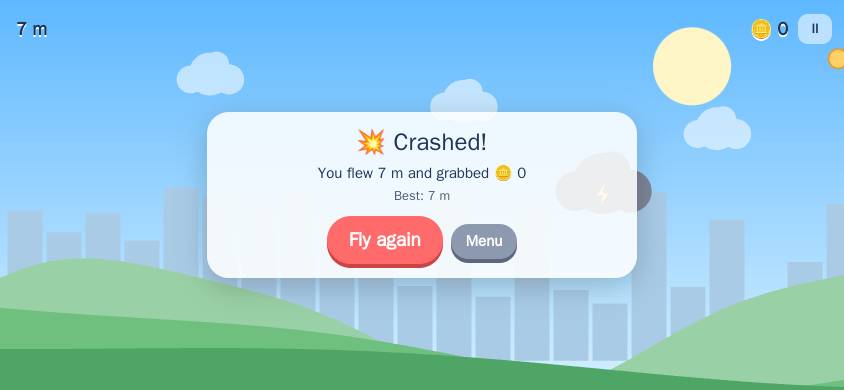 7 m
🪙 0 ⏸
💥 Crashed!
You flew 7 m and grabbed 🪙 0
Best: 7 m
Fly again
Menu